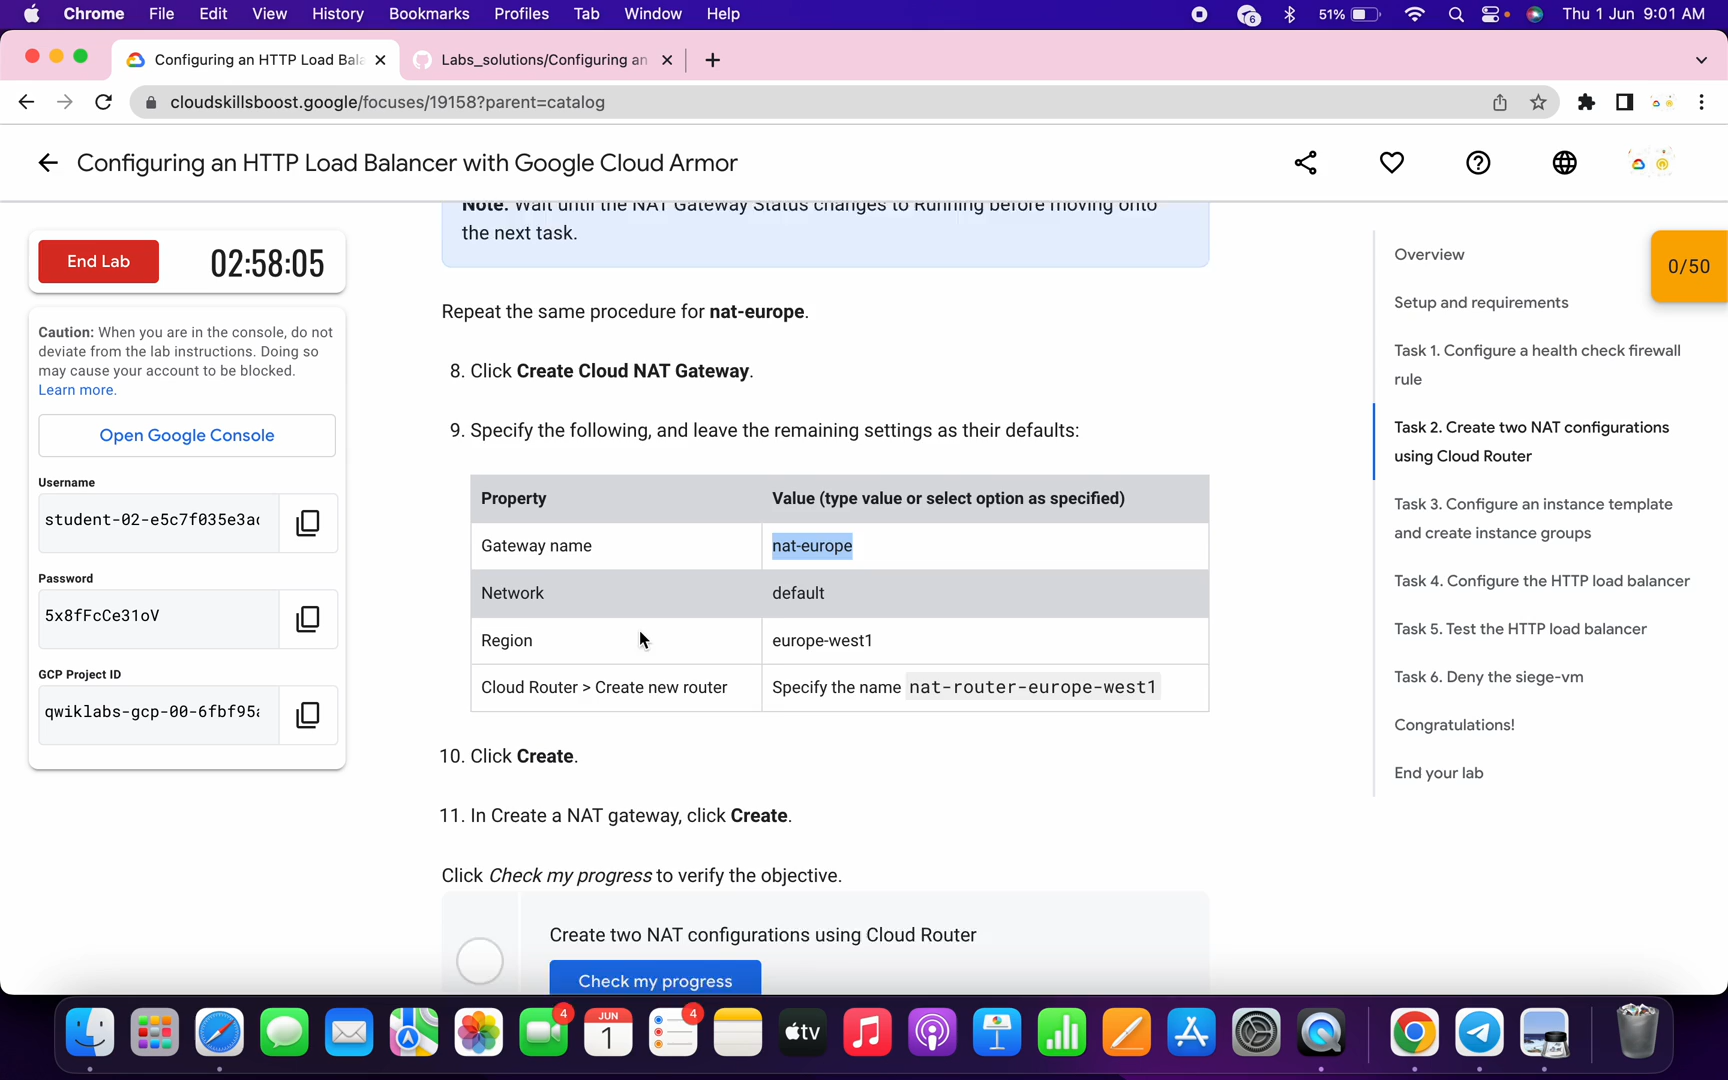 Chrome File Edit View History Bookmarks Profiles Tab Window Help 6 51% Thu 1 Jun 9:01 AM
Configuring an HTTP Load Bala Labs_solutions/Configuring an
cloudskillsboost.google/focuses/19158?parent=catalog
Configuring an HTTP Load Balancer with Google Cloud Armor
Note: Wait until the NAT Gateway Status changes to Running before moving onto
the next task.
End Lab 02:58:05
Caution: When you are in the console, do not
deviate from the lab instructions. Doing so
may cause your account to be blocked.
Learn more.
Open Google Console
Username
student-02-e5c7f035e3a
Password
5x8fFcCe31oV
GCP Project ID
qwiklabs-gcp-00-6fbf95
Repeat the same procedure for nat-europe.
8. Click Create Cloud NAT Gateway.
9. Specify the following, and leave the remaining settings as their defaults:
Property Value (type value or select option as specified)
Gateway name nat-europe
Network default
Region europe-west1
Cloud Router > Create new router Specify the name nat-router-europe-west1
10. Click Create.
11. In Create a NAT gateway, click Create.
Click Check my progress to verify the objective.
Create two NAT configurations using Cloud Router
Check my progress
Overview
Setup and requirements
Task 1. Configure a health check firewall
rule
Task 2. Create two NAT configurations
using Cloud Router
Task 3. Configure an instance template
and create instance groups
Task 4. Configure the HTTP load balancer
Task 5. Test the HTTP load balancer
Task 6. Deny the siege-vm
Congratulations!
End your lab
0/50
4 JUN 1 4 tv